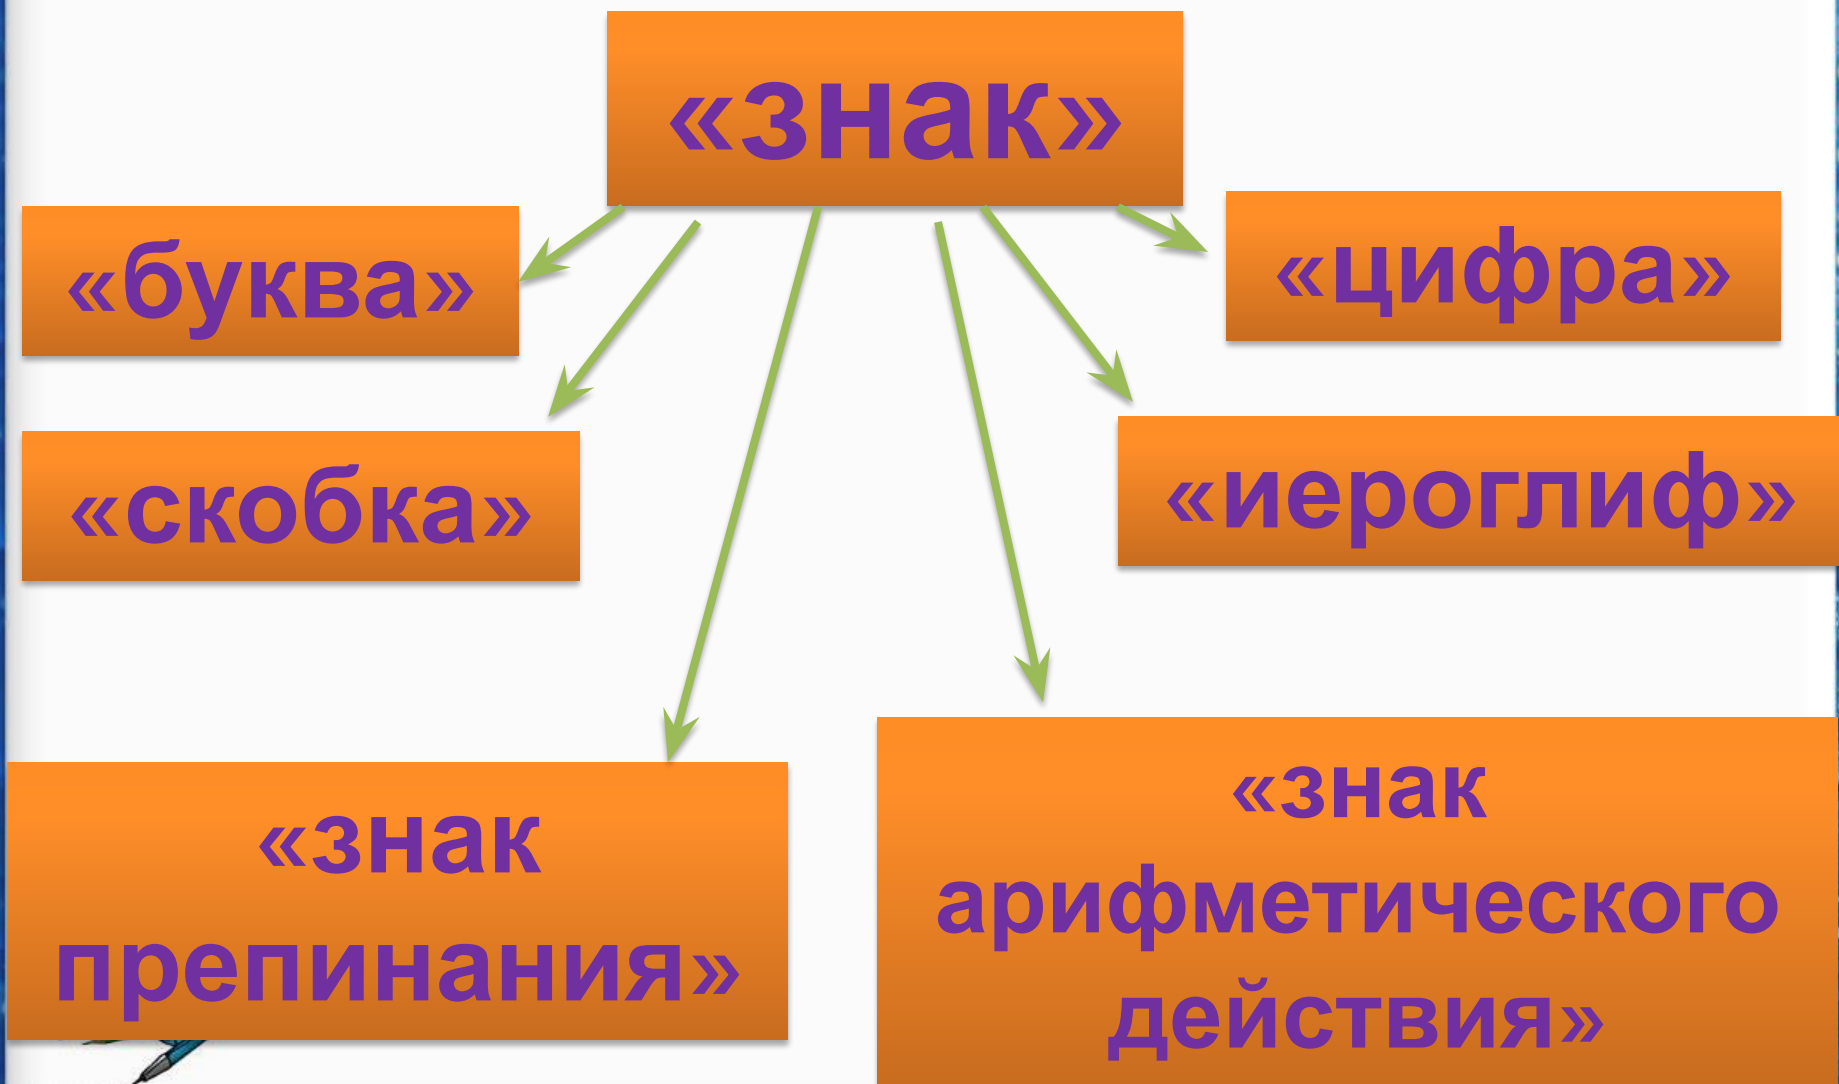 «знак»
«буква»
«цифра»
«скобка»
«иероглиф»
«знак
препинания»
«знак
арифметического
действия»